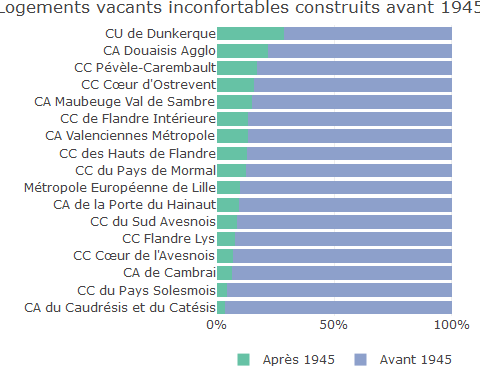 Logements vacants inconfortables construits avant 1945
CU de Dunkerque
CA Douaisis Agglo
CC Pévèle-Carembault
CC Cœur d'Ostrevent
CA Maubeuge Val de Sambre
CC de Flandre Intérieure
CA Valenciennes Métropole
CC des Hauts de Flandre
CC du Pays de Mormal
Métropole Européenne de Lille
CA de la Porte du Hainaut
CC du Sud Avesnois
CC Flandre Lys
CC Cœur de l'Avesnois
CA de Cambrai
CC du Pays Solesmois
CA du Caudrésis et du Catésis
0% 50% 100%
Après 1945 Avant 1945